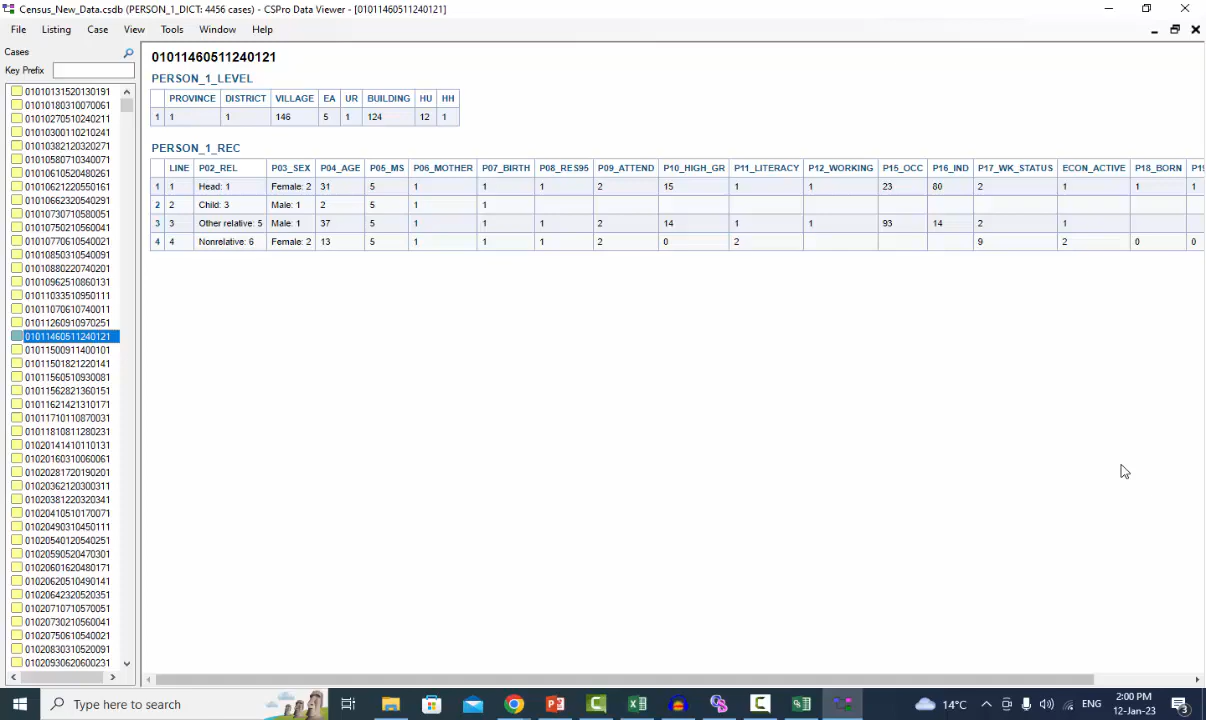 Census_New_Data.csdb (PERSON_1_DICT: 4456 cases) - CSPro Data Viewer - [01011460511240121]
File Listing Case View Tools Window Help
Cases
Key Prefix
01010131520130191
01010180310070061
01010270510240211
01010300110210241
01010382120320271
01010580710340071
01010610520480261
01010621220550161
01010662320540291
01010730710580051
01010750210560041
01010770610540021
01010850310540091
01010880220740201
01010962510860131
01011033510950111
01011070610740011
01011260910970251
01011460511240121
01011500911400101
01011501821220141
01011560510930081
01011562821360151
01011621421310171
01011710110870031
01011810811280231
01020141410110131
01020160310060061
01020281720190201
01020362120300311
01020381220320341
01020410510170071
01020490310450111
01020540120540251
01020590520470301
01020601620480171
01020620510490141
01020642320520351
01020710710570051
01020730210560041
01020750610540021
01020830310520091
01020930620600231
01011460511240121
PERSON_1_LEVEL
PROVINCE DISTRICT VILLAGE EA UR BUILDING HU HH
1 1 1 146 5 1 124 12 1
PERSON_1_REC
LINE P02_REL P03_SEX P04_AGE P05_MS P06_MOTHER P07_BIRTH P08_RES95 P09_ATTEND P10_HIGH_GR P11_LITERACY P12_WORKING P15_OCC P16_IND P17_WK_STATUS ECON_ACTIVE P18_BORN P19
1 1 Head: 1 Female: 2 31 5 1 1 1 2 15 1 1 23 80 2 1 1 1
2 2 Child: 3 Male: 1 2 5 1 1
3 3 Other relative: 5 Male: 1 37 5 1 1 1 2 14 1 1 93 14 2 1
4 4 Nonrelative: 6 Female: 2 13 5 1 1 1 2 0 2 9 2 0 0
Type here to search
14°C
ENG
2:00 PM
12-Jan-23
3